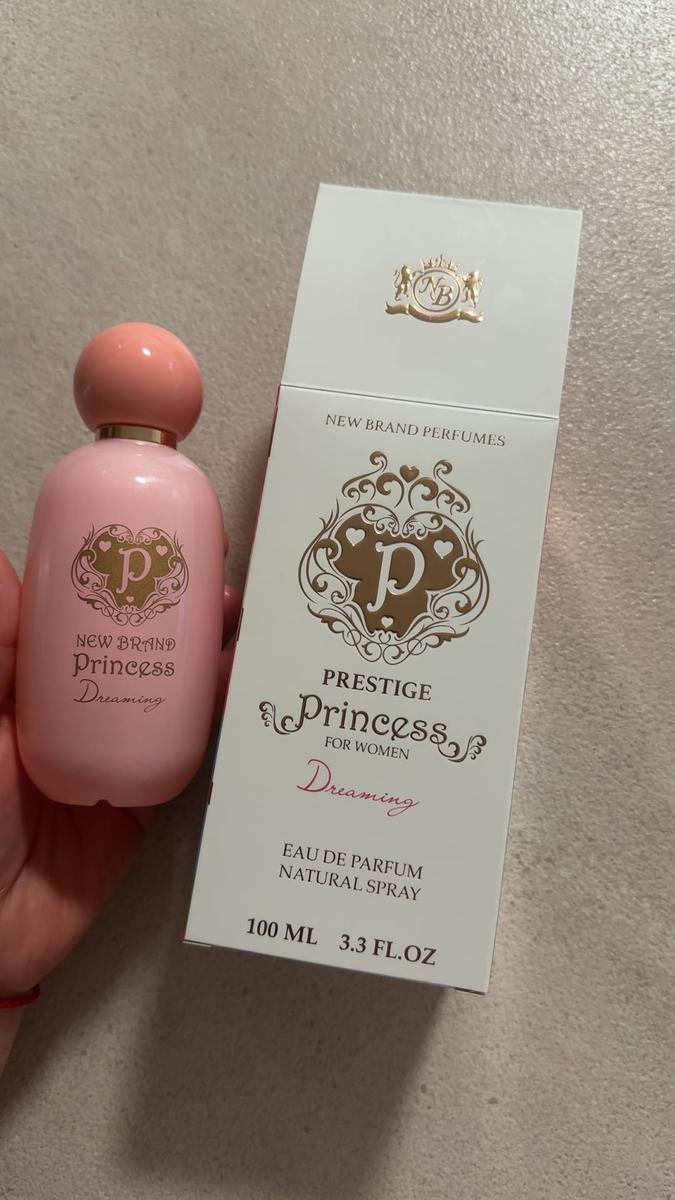 NB
NEW BRAND PERFUMES
P
PRESTIGE
Princess
FOR WOMEN
Dreaming
EAU DE PARFUM
NATURAL SPRAY
100 ML 3.3 FL.OZ
P
NEW BRAND
Princess
Dreaming